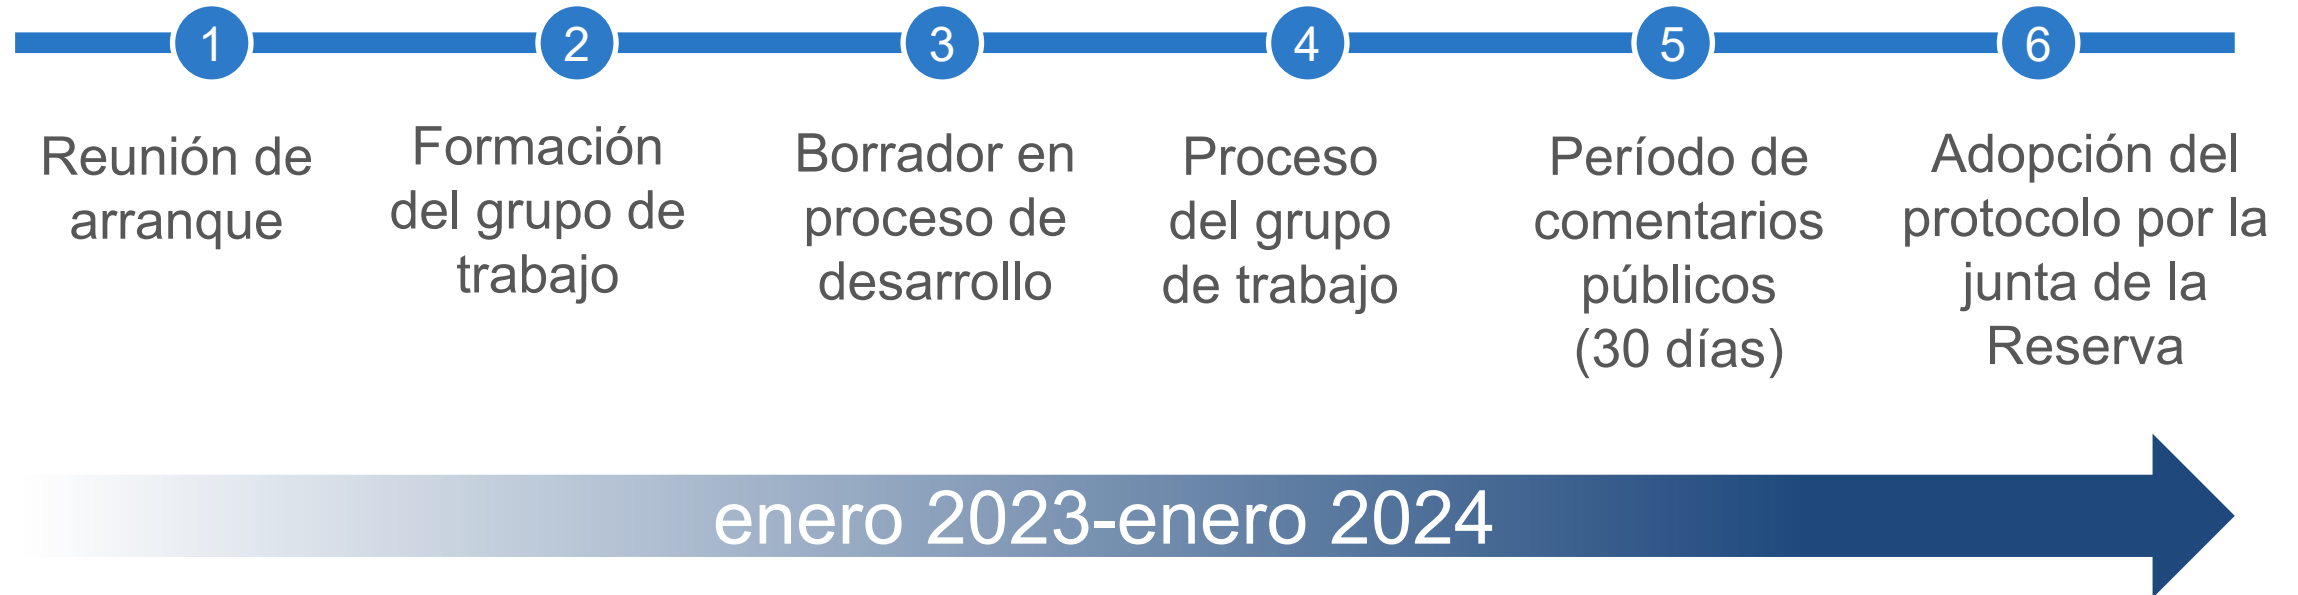 1
2
3
4
5
6
Reunión de
arranque
Formación
del grupo de
trabajo
Borrador en
proceso de
desarrollo
Proceso
del grupo
de trabajo
Período de
comentarios
públicos
(30 días)
Adopción del
protocolo por la
junta de la
Reserva
enero 2023-enero 2024